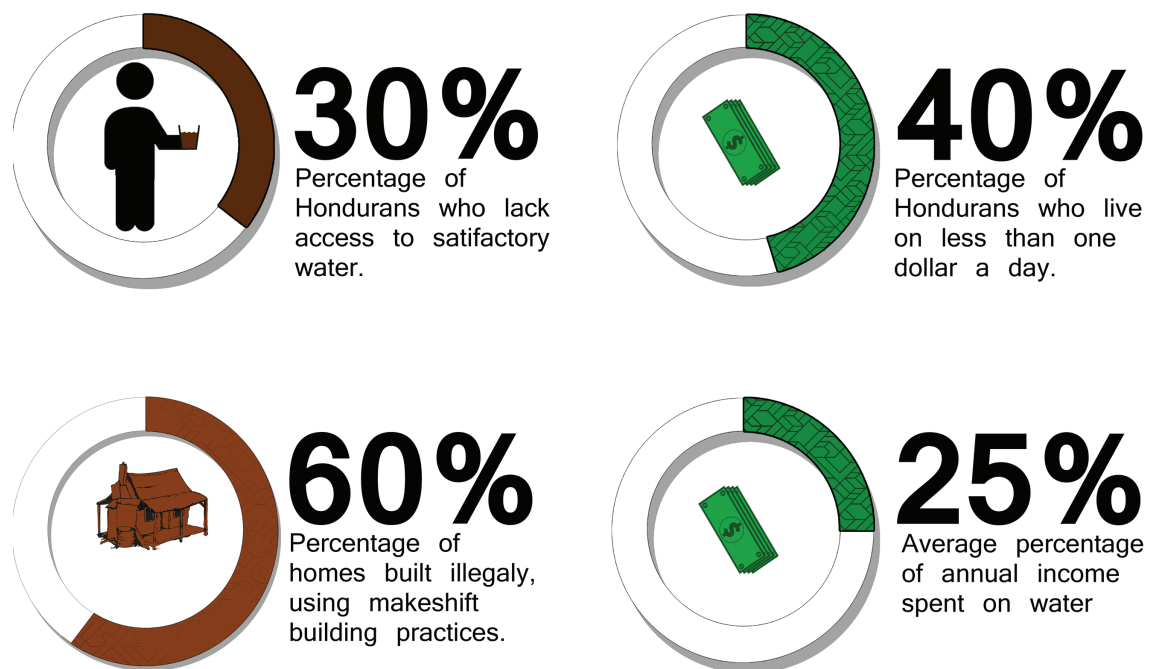 30%
Percentage of
Hondurans who lack
access to satifactory
water.
40%
Percentage of
Hondurans who live
on less than one
dollar a day.
60%
Percentage of
homes built illegaly,
using makeshift
building practices.
25%
Average percentage
of annual income
spent on water
$
$